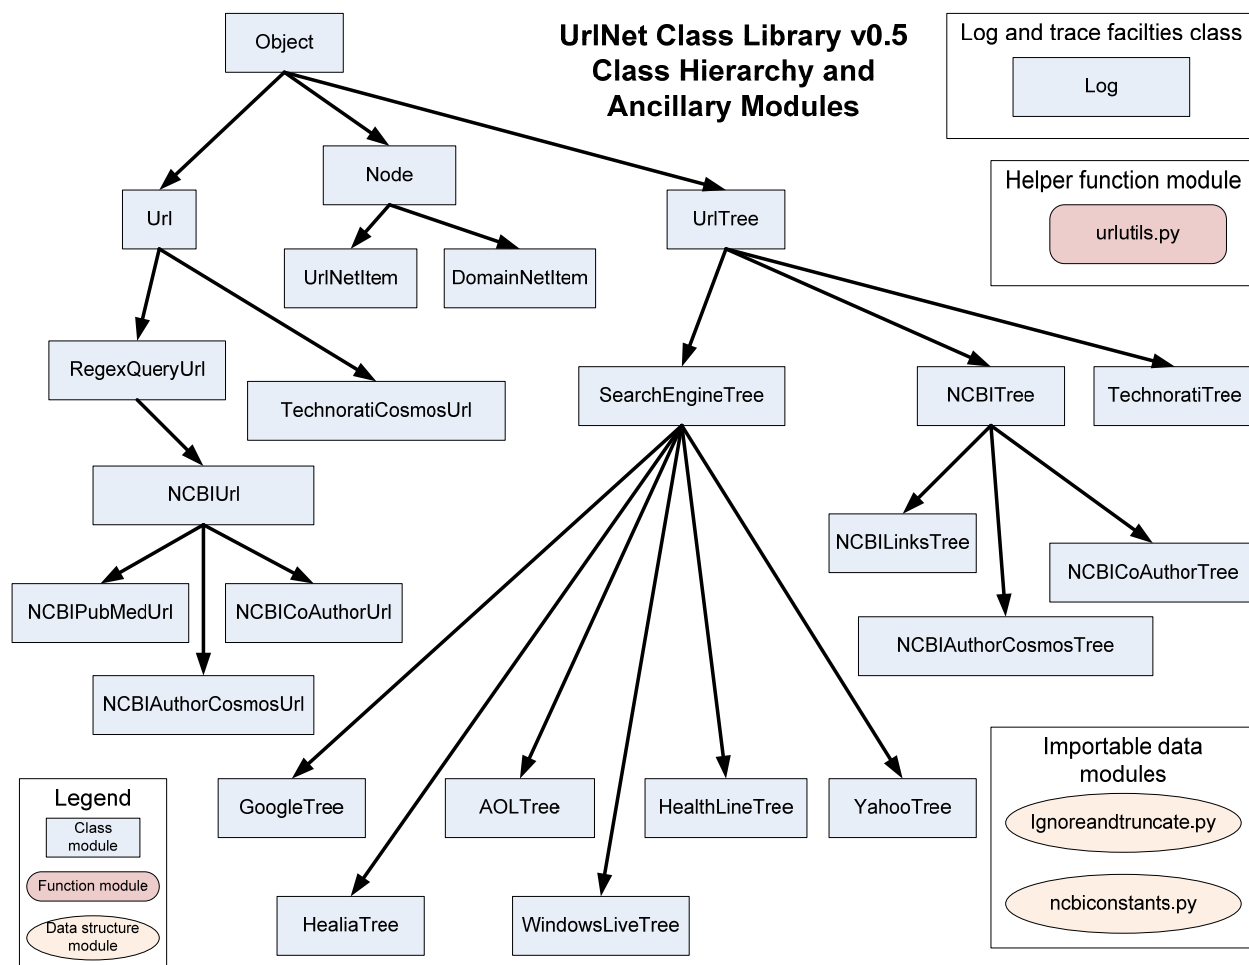 UrlNet Class Library v0.5
Class Hierarchy and
Ancillary Modules
Object
Log and trace facilties class
Log
Node
Helper function module
Url
UrlTree
urlutils.py
UrlNetItem
DomainNetItem
RegexQueryUrl
TechnoratiCosmosUrl
SearchEngineTree
NCBITree
TechnoratiTree
NCBIUrl
NCBILinksTree
NCBICoAuthorTree
NCBIPubMedUrl
NCBICoAuthorUrl
NCBIAuthorCosmosTree
NCBIAuthorCosmosUrl
Importable data
modules
Ignoreandtruncate.py
ncbiconstants.py
GoogleTree
AOLTree
HealthLineTree
YahooTree
HealiaTree
WindowsLiveTree
Legend
Class
module
Function module
Data structure
module